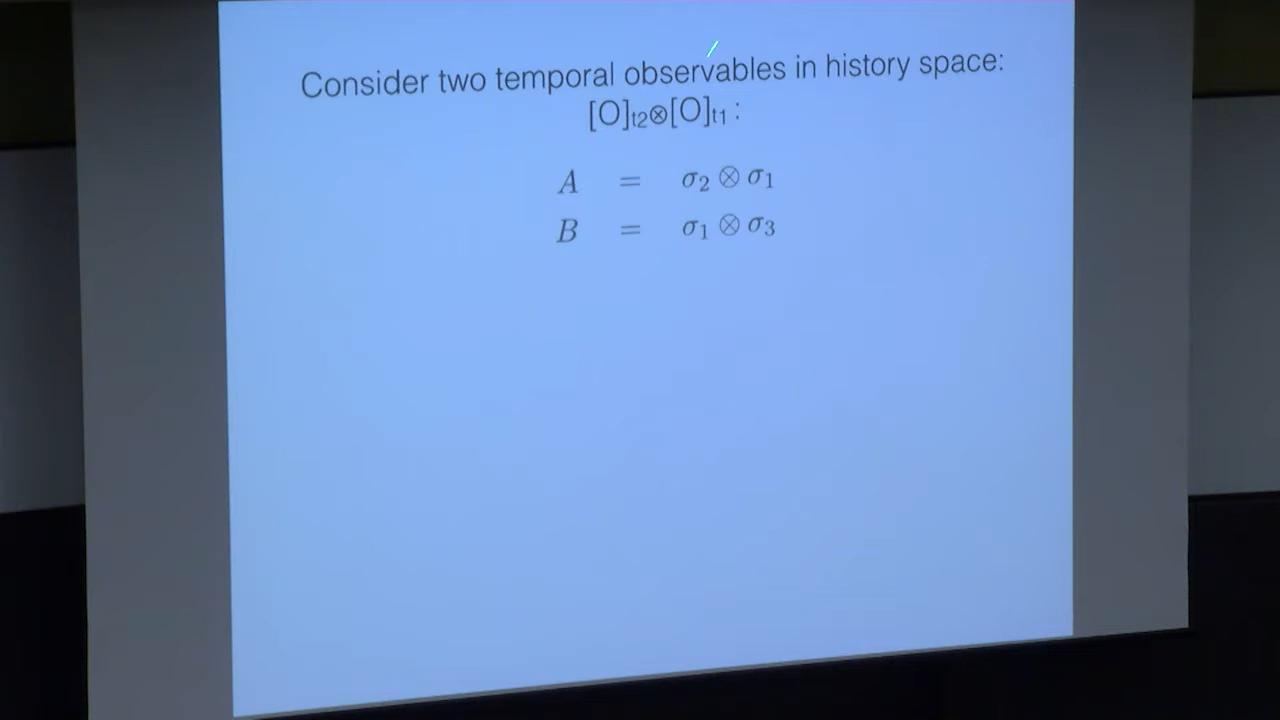 Consider two temporal observables in history space:
[O]t2⊗[O]t1 :
A = σ2 ⊗ σ1
B = σ1 ⊗ σ3